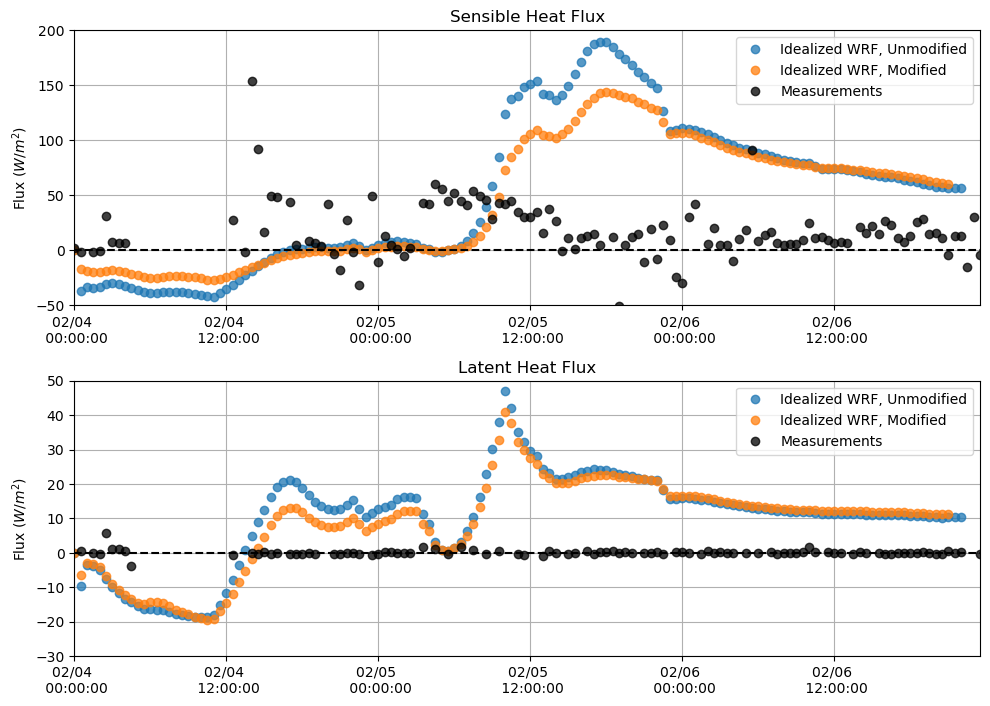 Sensible Heat Flux
Flux (W/m²)
200
150
100
50
0
−50
Idealized WRF, Unmodified
Idealized WRF, Modified
Measurements
02/04 02/04 02/05 02/05 02/06 02/06
00:00:00 12:00:00 00:00:00 12:00:00 00:00:00 12:00:00
Latent Heat Flux
Flux (W/m²)
50
40
30
20
10
0
−10
−20
−30
Idealized WRF, Unmodified
Idealized WRF, Modified
Measurements
02/04 02/04 02/05 02/05 02/06 02/06
00:00:00 12:00:00 00:00:00 12:00:00 00:00:00 12:00:00